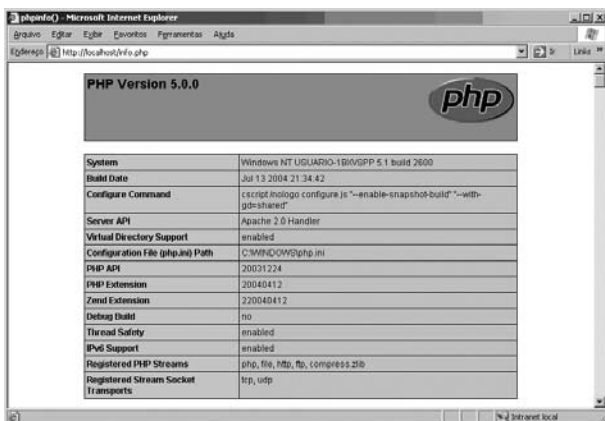 phpinfo() - Microsoft Internet Explorer
Arquivo Editar Exibir Favoritos Ferramentas Ajuda
Endereço http://localhost/info.php Links »
PHP Version 5.0.0
php
System Windows NT USUARIO-1BXVSPP 5.1 build 2600
Build Date Jul 13 2004 21:34:42
Configure Command cscript /nologo configure.js "--enable-snapshot-build" "--with-
gd=shared"
Server API Apache 2.0 Handler
Virtual Directory Support enabled
Configuration File (php.ini) Path C:\WINDOWS\php.ini
PHP API 20031224
PHP Extension 20040412
Zend Extension 220040412
Debug Build no
Thread Safety enabled
IPv6 Support enabled
Registered PHP Streams php, file, http, ftp, compress.zlib
Registered Stream Socket
Transports tcp, udp
Intranet local